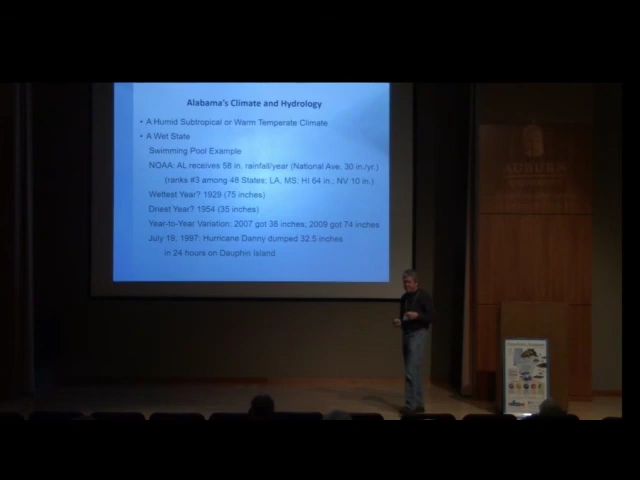 Alabama's Climate and Hydrology
• A Humid Subtropical or Warm Temperate Climate
• A Wet State
Swimming Pool Example
NOAA: AL receives 58 in. rainfall/year (National Ave. 30 in./yr.)
(ranks #3 among 48 States; LA, MS; HI 64 in.; NV 10 in.)
Wettest Year? 1929 (75 inches)
Driest Year? 1954 (35 inches)
Year-to-Year Variation: 2007 got 38 inches; 2009 got 74 inches
July 19, 1997: Hurricane Danny dumped 32.5 inches
in 24 hours on Dauphin Island
AUBURN